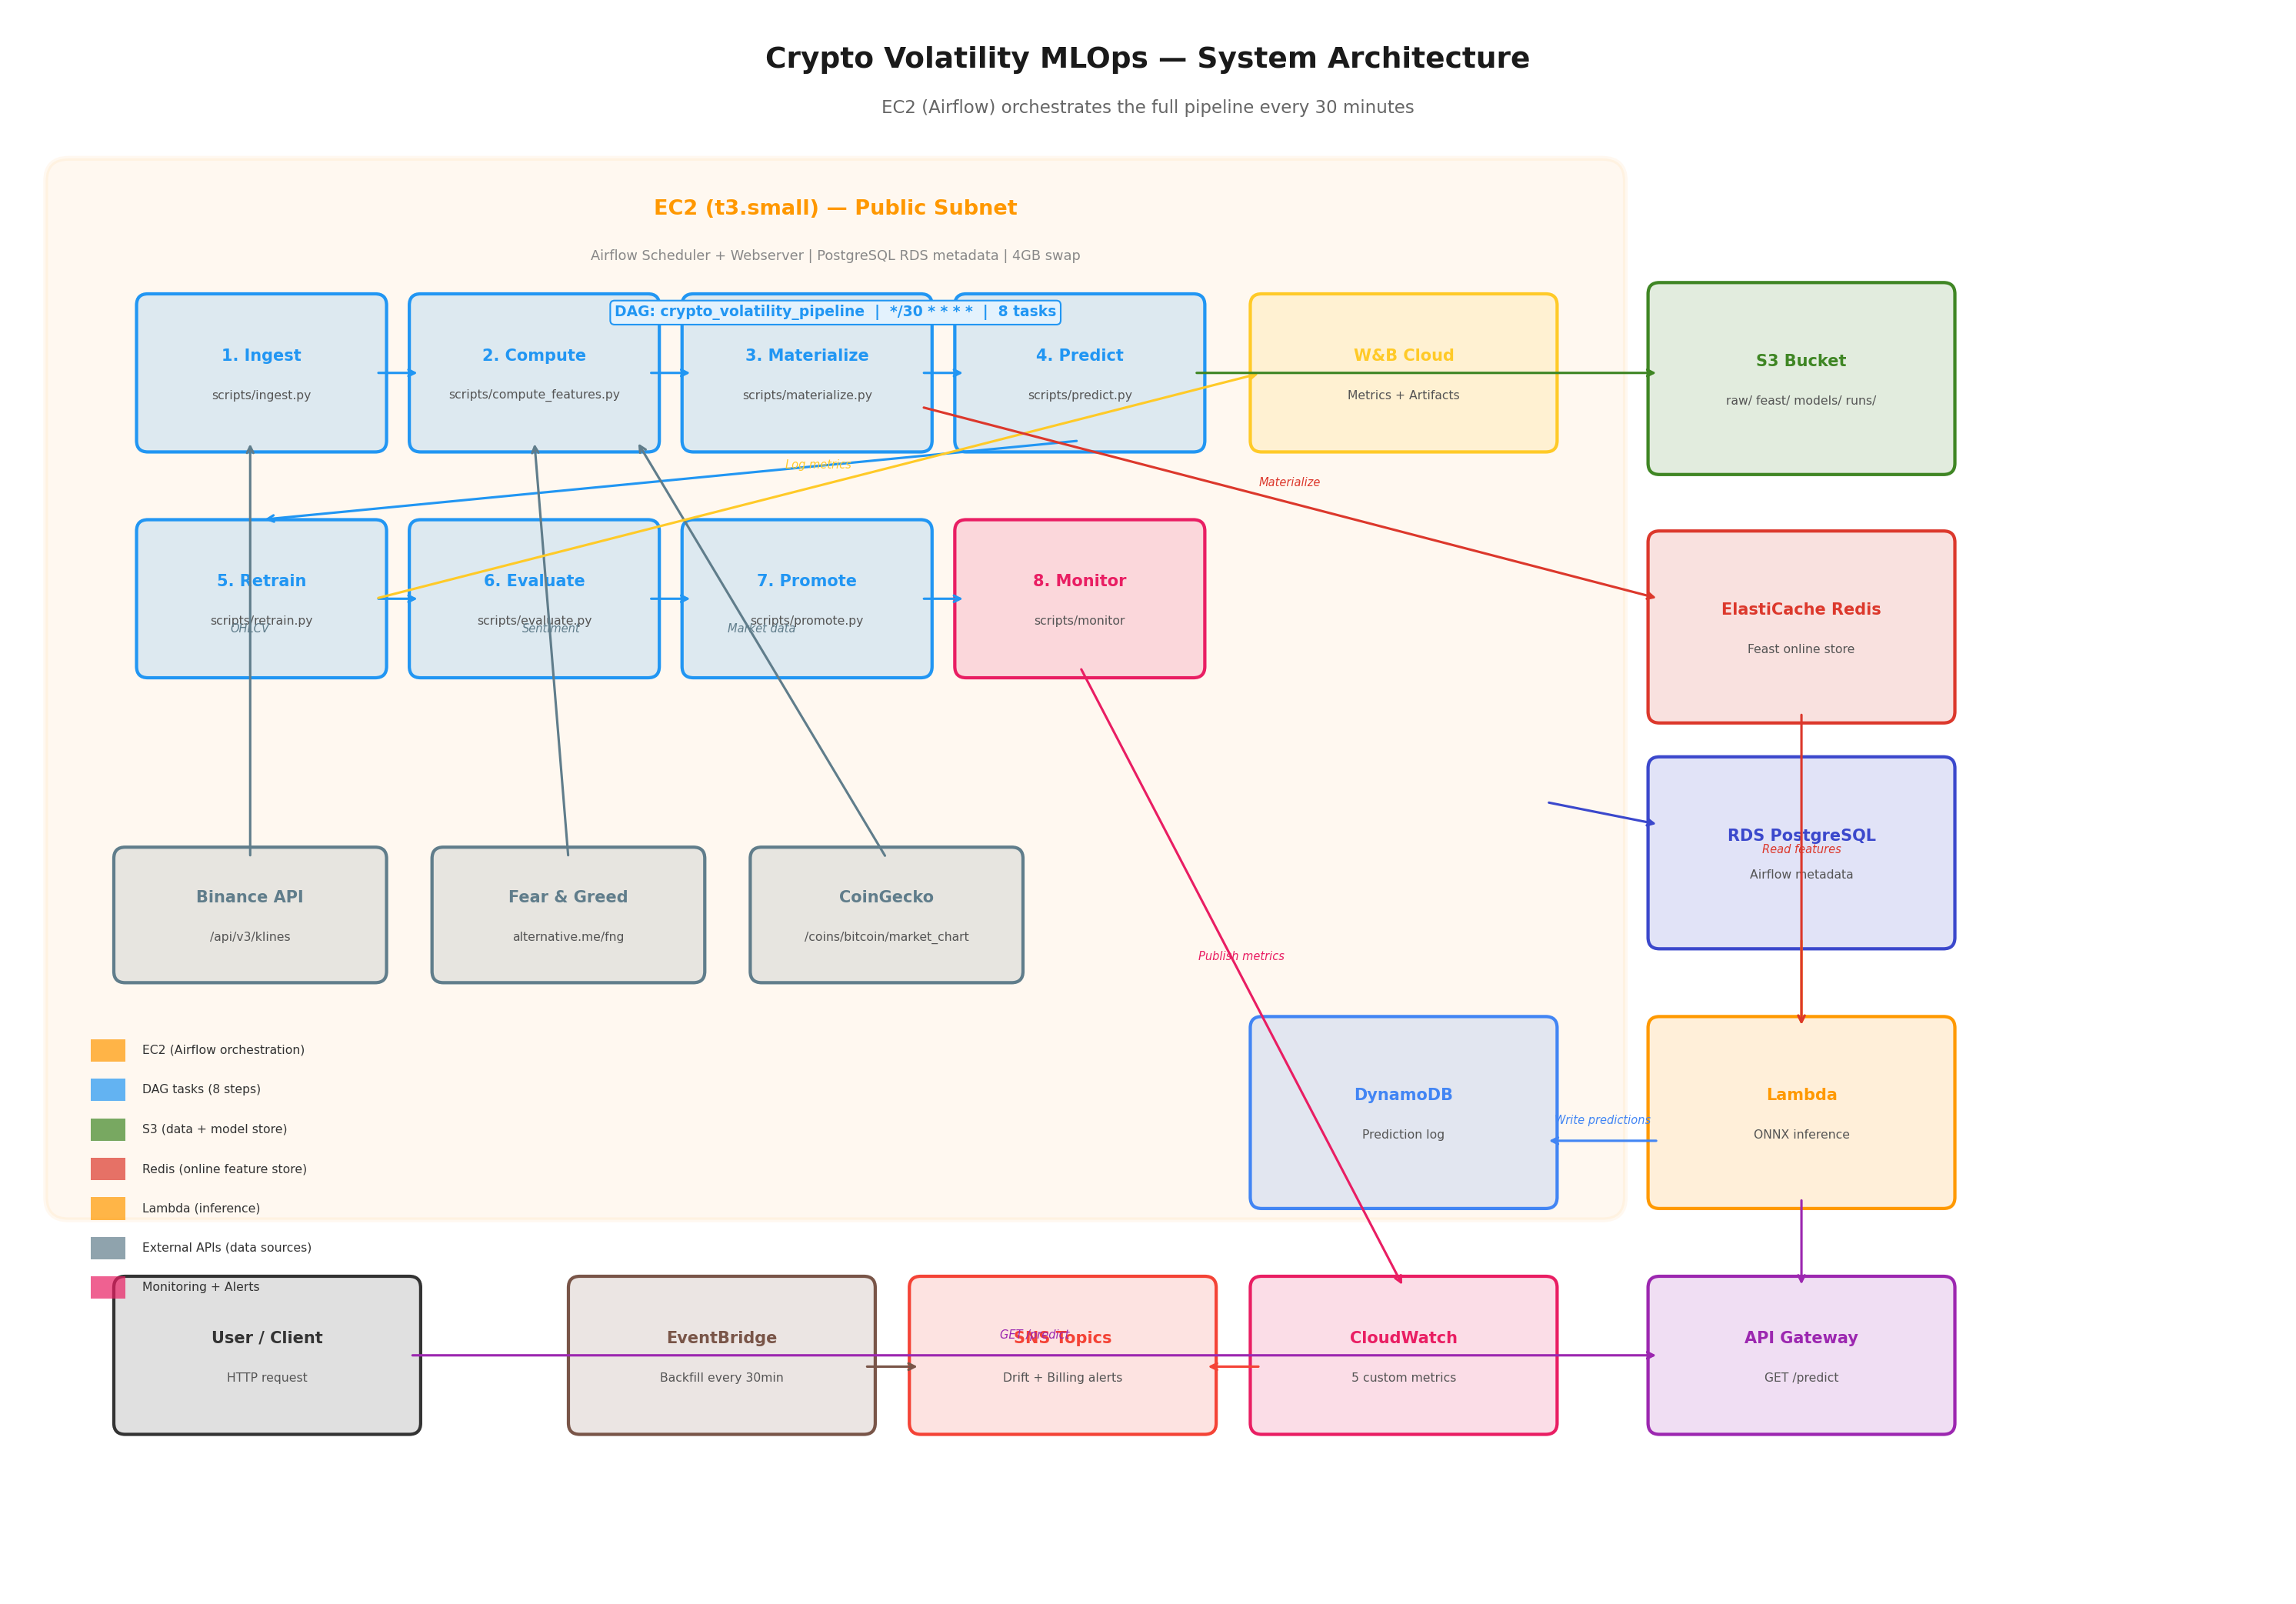 Crypto Volatility MLOps — System Architecture
EC2 (Airflow) orchestrates the full pipeline every 30 minutes
EC2 (t3.small) — Public Subnet
Airflow Scheduler + Webserver | PostgreSQL RDS metadata | 4GB swap
DAG: crypto_volatility_pipeline | */30 * * * * | 8 tasks
1. Ingest
scripts/ingest.py
2. Compute
scripts/compute_features.py
3. Materialize
scripts/materialize.py
4. Predict
scripts/predict.py
W&B Cloud
Metrics + Artifacts
S3 Bucket
raw/ feast/ models/ runs/
Log metrics
Materialize
5. Retrain
scripts/retrain.py
OHLCV
6. Evaluate
scripts/evaluate.py
Sentiment
7. Promote
scripts/promote.py
Market data
8. Monitor
scripts/monitor
ElastiCache Redis
Feast online store
RDS PostgreSQL
Read features
Airflow metadata
Binance API
/api/v3/klines
Fear & Greed
alternative.me/fng
CoinGecko
/coins/bitcoin/market_chart
Publish metrics
EC2 (Airflow orchestration)
DAG tasks (8 steps)
S3 (data + model store)
Redis (online feature store)
Lambda (inference)
External APIs (data sources)
Monitoring + Alerts
DynamoDB
Prediction log
Write predictions
Lambda
ONNX inference
User / Client
HTTP request
EventBridge
Backfill every 30min
GET /predict
SNS Topics
Drift + Billing alerts
CloudWatch
5 custom metrics
API Gateway
GET /predict